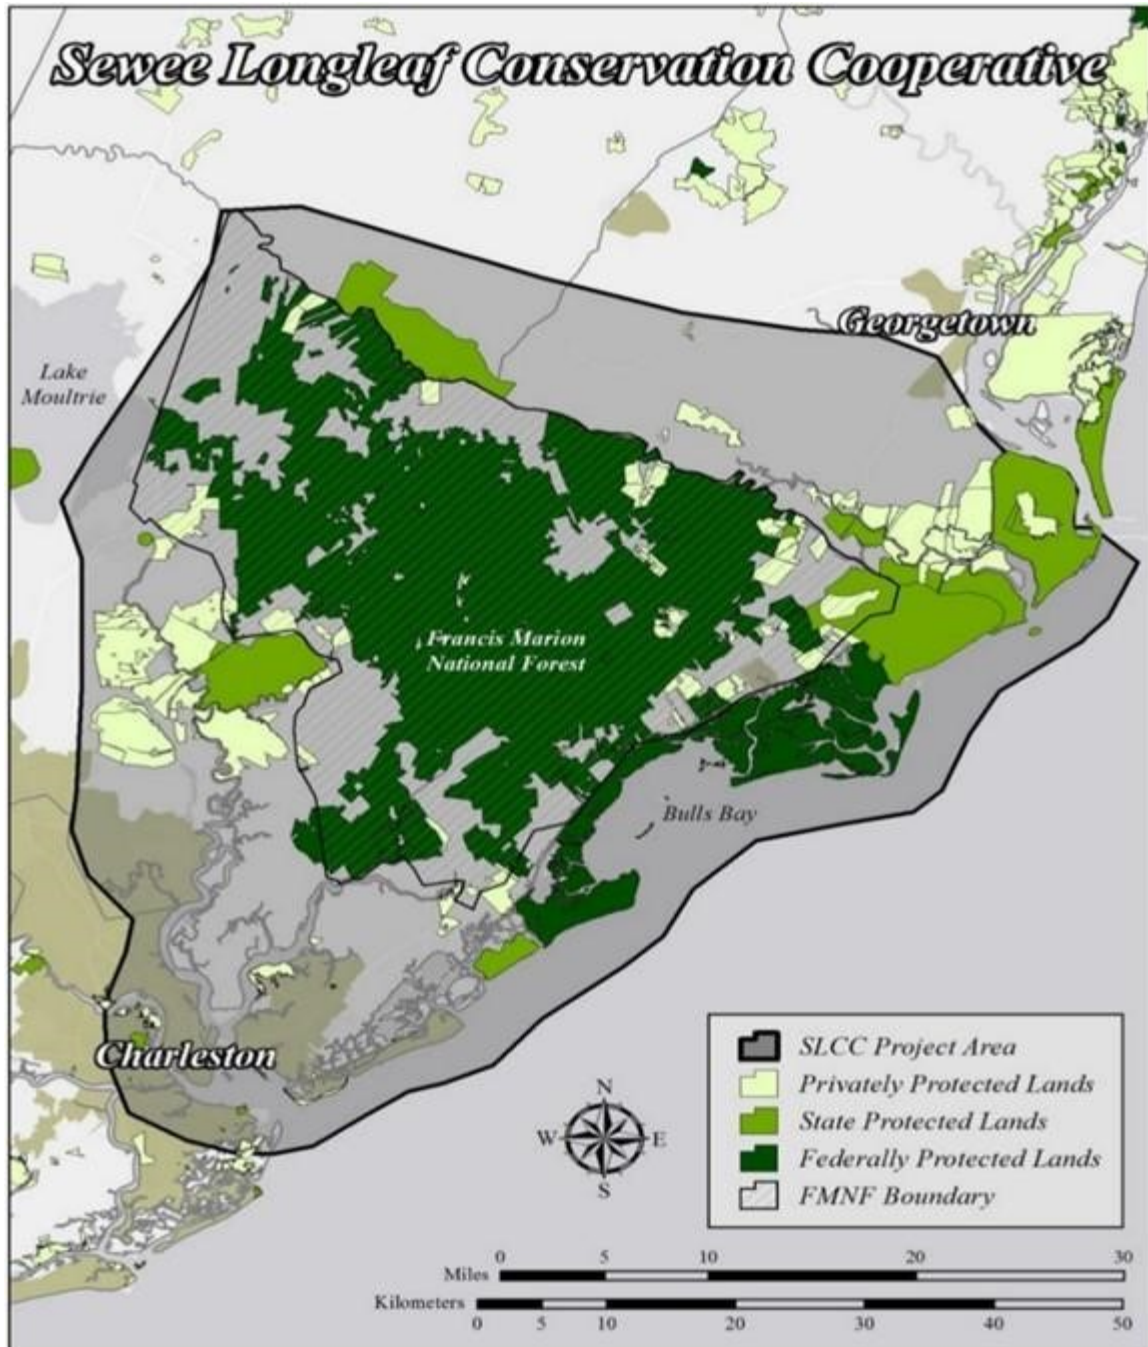 Sewee Longleaf Conservation Cooperative
Georgetown
Lake
Moultrie
Francis Marion
National Forest
Bulls Bay
Charleston
SLCC Project Area
Privately Protected Lands
State Protected Lands
Federally Protected Lands
FMNF Boundary
N
W E
S
0 5 10 20 30
Miles
Kilometers
0 5 10 20 30 40 50